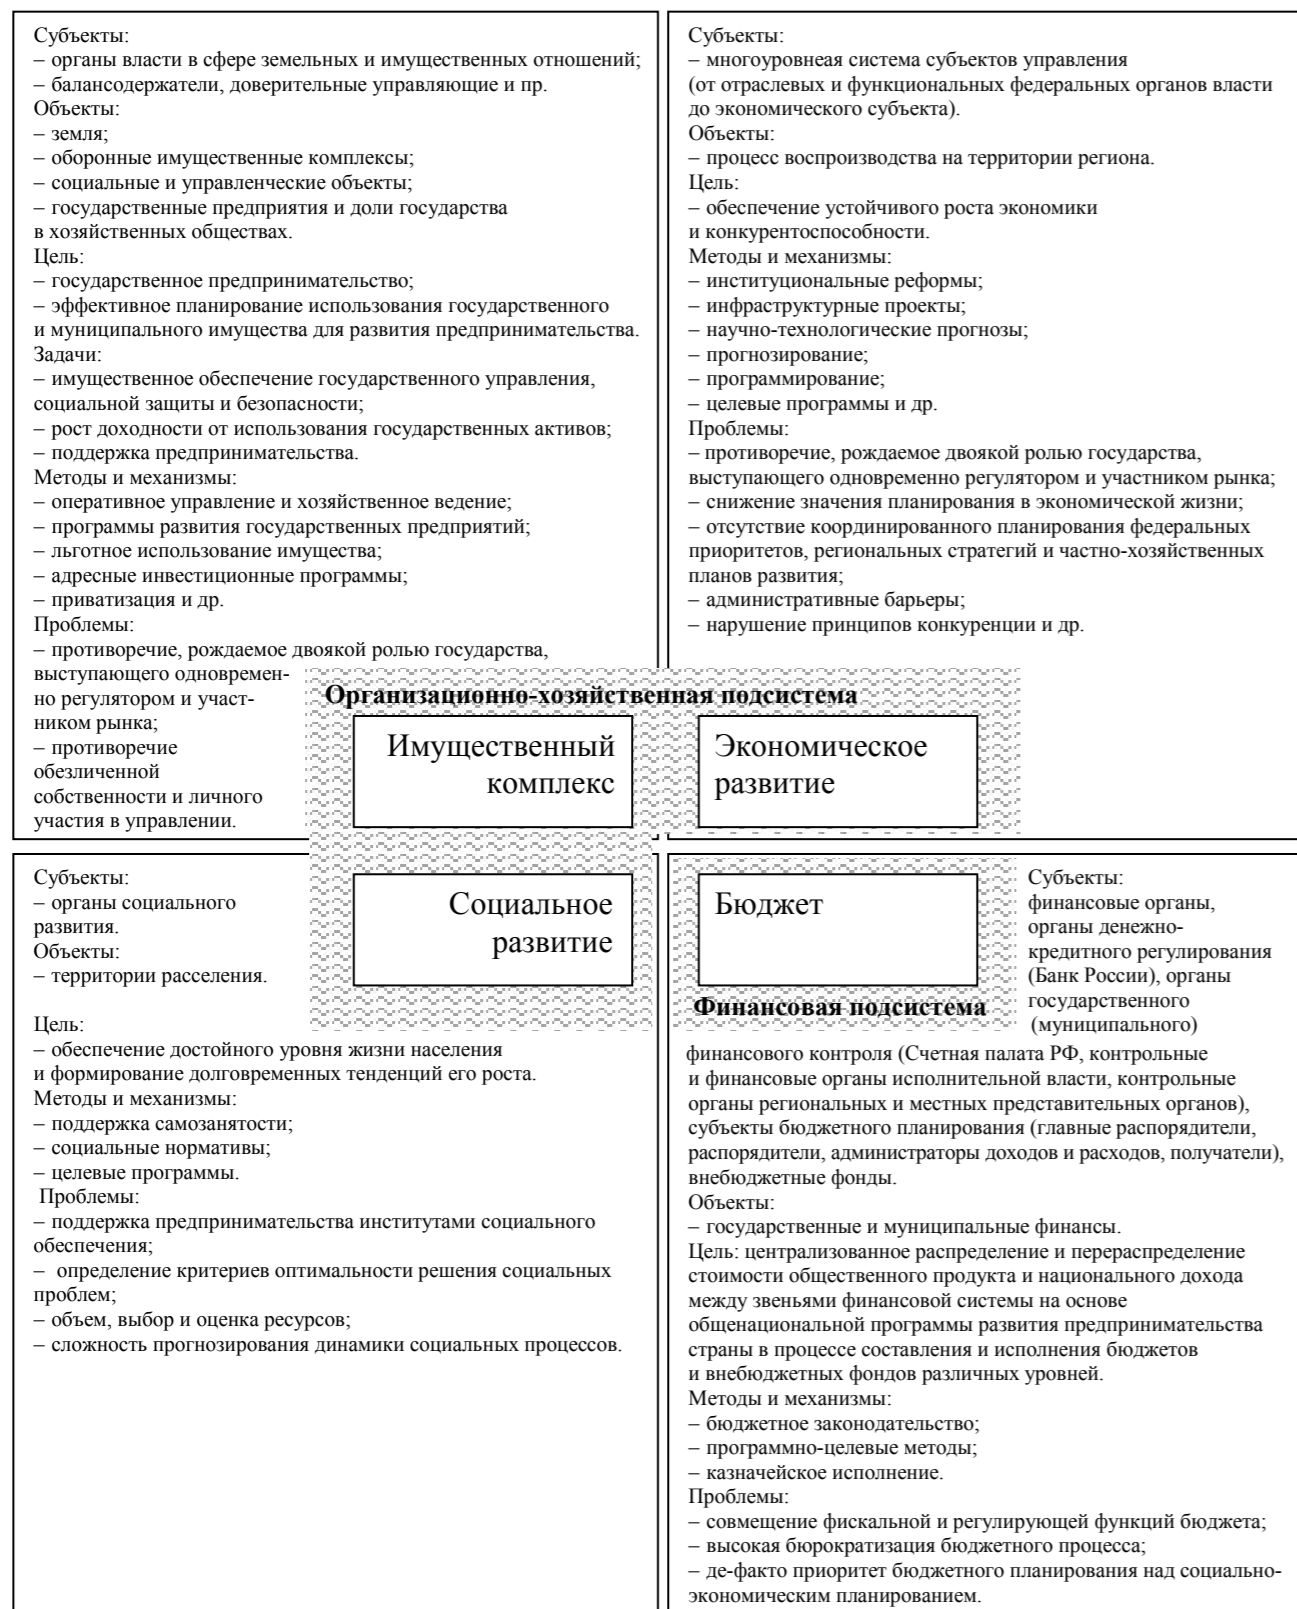 Субъекты:
– органы власти в сфере земельных и имущественных отношений;
– балансодержатели, доверительные управляющие и пр.
Объекты:
– земля;
– оборонные имущественные комплексы;
– социальные и управленческие объекты;
– государственные предприятия и доли государства
в хозяйственных обществах.
Цель:
– государственное предпринимательство;
– эффективное планирование использования государственного
и муниципального имущества для развития предпринимательства.
Задачи:
– имущественное обеспечение государственного управления,
социальной защиты и безопасности;
– рост доходности от использования государственных активов;
– поддержка предпринимательства.
Методы и механизмы:
– оперативное управление и хозяйственное ведение;
– программы развития государственных предприятий;
– льготное использование имущества;
– адресные инвестиционные программы;
– приватизация и др.
Проблемы:
– противоречие, рождаемое двоякой ролью государства,
выступающего одновремен-
но регулятором и участ-
ником рынка;
– противоречие
обезличенной
собственности и личного
участия в управлении.
Субъекты:
– многоуровнеая система субъектов управления
(от отраслевых и функциональных федеральных органов власти
до экономического субъекта).
Объекты:
– процесс воспроизводства на территории региона.
Цель:
– обеспечение устойчивого роста экономики
и конкурентоспособности.
Методы и механизмы:
– институциональные реформы;
– инфраструктурные проекты;
– научно-технологические прогнозы;
– прогнозирование;
– программирование;
– целевые программы и др.
Проблемы:
– противоречие, рождаемое двоякой ролью государства,
выступающего одновременно регулятором и участником рынка;
– снижение значения планирования в экономической жизни;
– отсутствие координированного планирования федеральных
приоритетов, региональных стратегий и частно-хозяйственных
планов развития;
– административные барьеры;
– нарушение принципов конкуренции и др.
Организационно-хозяйственная подсистема
Имущественный
комплекс
Экономическое
развитие
Социальное
развитие
Бюджет
Финансовая подсистема
Субъекты:
– органы социального
развития.
Объекты:
– территории расселения.
Цель:
– обеспечение достойного уровня жизни населения
и формирование долговременных тенденций его роста.
Методы и механизмы:
– поддержка самозанятости;
– социальные нормативы;
– целевые программы.
Проблемы:
– поддержка предпринимательства институтами социального
обеспечения;
– определение критериев оптимальности решения социальных
проблем;
– объем, выбор и оценка ресурсов;
– сложность прогнозирования динамики социальных процессов.
Субъекты:
финансовые органы,
органы денежно-
кредитного регулирования
(Банк России), органы
государственного
(муниципального)
финансового контроля (Счетная палата РФ, контрольные
и финансовые органы исполнительной власти, контрольные
органы региональных и местных представительных органов),
субъекты бюджетного планирования (главные распорядители,
распорядители, администраторы доходов и расходов, получатели),
внебюджетные фонды.
Объекты:
– государственные и муниципальные финансы.
Цель: централизованное распределение и перераспределение
стоимости общественного продукта и национального дохода
между звеньями финансовой системы на основе
общенациональной программы развития предпринимательства
страны в процессе составления и исполнения бюджетов
и внебюджетных фондов различных уровней.
Методы и механизмы:
– бюджетное законодательство;
– программно-целевые методы;
– казначейское исполнение.
Проблемы:
– совмещение фискальной и регулирующей функций бюджета;
– высокая бюрократизация бюджетного процесса;
– де-факто приоритет бюджетного планирования над социально-
экономическим планированием.